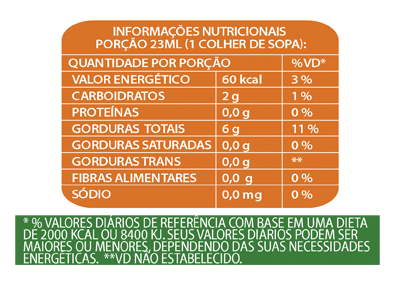 INFORMAÇÕES NUTRICIONAIS
PORÇÃO 23ML (1 COLHER DE SOPA):
QUANTIDADE POR PORÇÃO %VD*
VALOR ENERGÉTICO 60 kcal 3 %
CARBOIDRATOS 2 g 1 %
PROTEÍNAS 0,0 g 0 %
GORDURAS TOTAIS 6 g 11 %
GORDURAS SATURADAS 0,0 g 0 %
GORDURAS TRANS 0,0 g **
FIBRAS ALIMENTARES 0,0 g 0 %
SÓDIO 0,0 mg 0 %
* % VALORES DIÁRIOS DE REFERÊNCIA COM BASE EM UMA DIETA
DE 2000 KCAL OU 8400 KJ. SEUS VALORES DIÁRIOS PODEM SER
MAIORES OU MENORES, DEPENDENDO DAS SUAS NECESSIDADES
ENERGÉTICAS. **VD NÃO ESTABELECIDO.